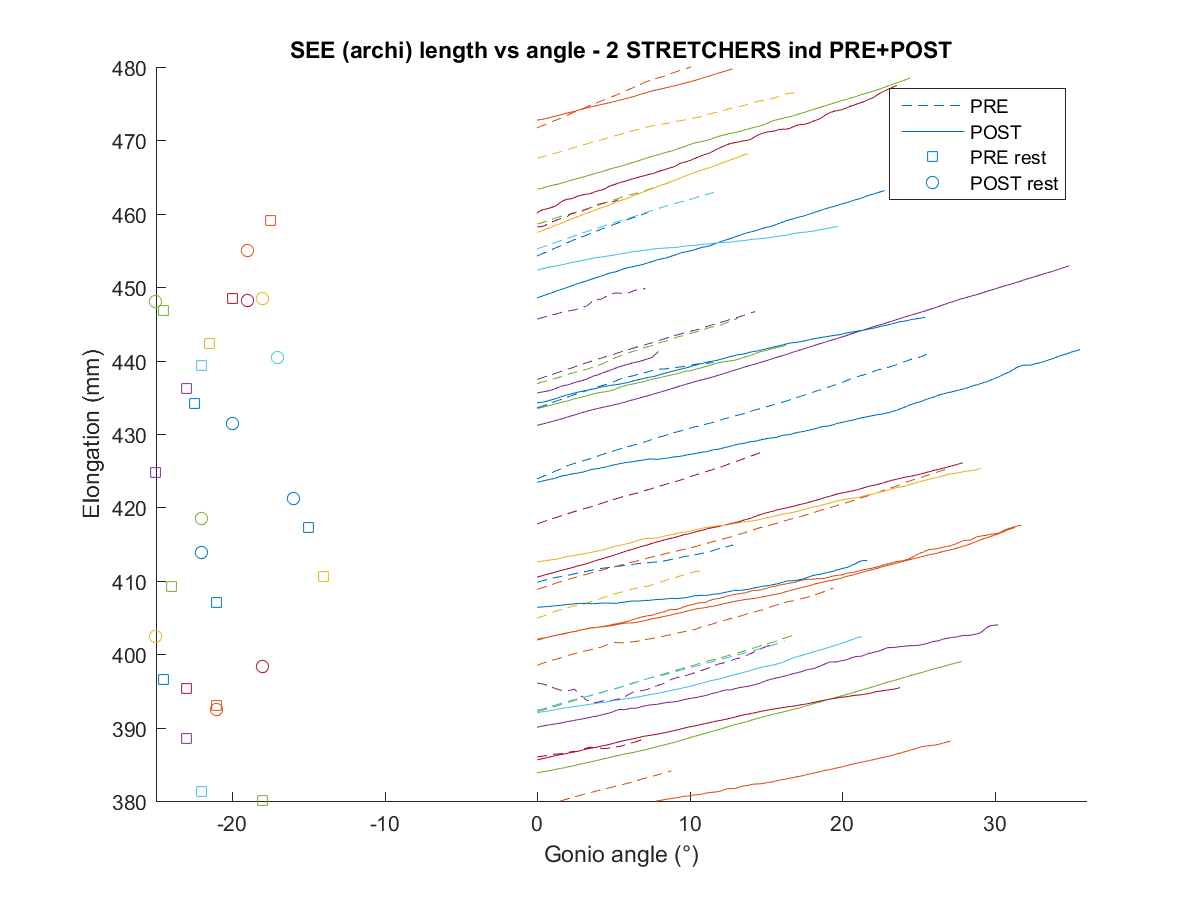 SEE (archi) length vs angle - 2 STRETCHERS ind PRE+POST
480
470
460
450
440
430
420
410
400
390
380
Elongation (mm)
PRE
POST
PRE rest
POST rest
-20 -10 0 10 20 30
Gonio angle (°)